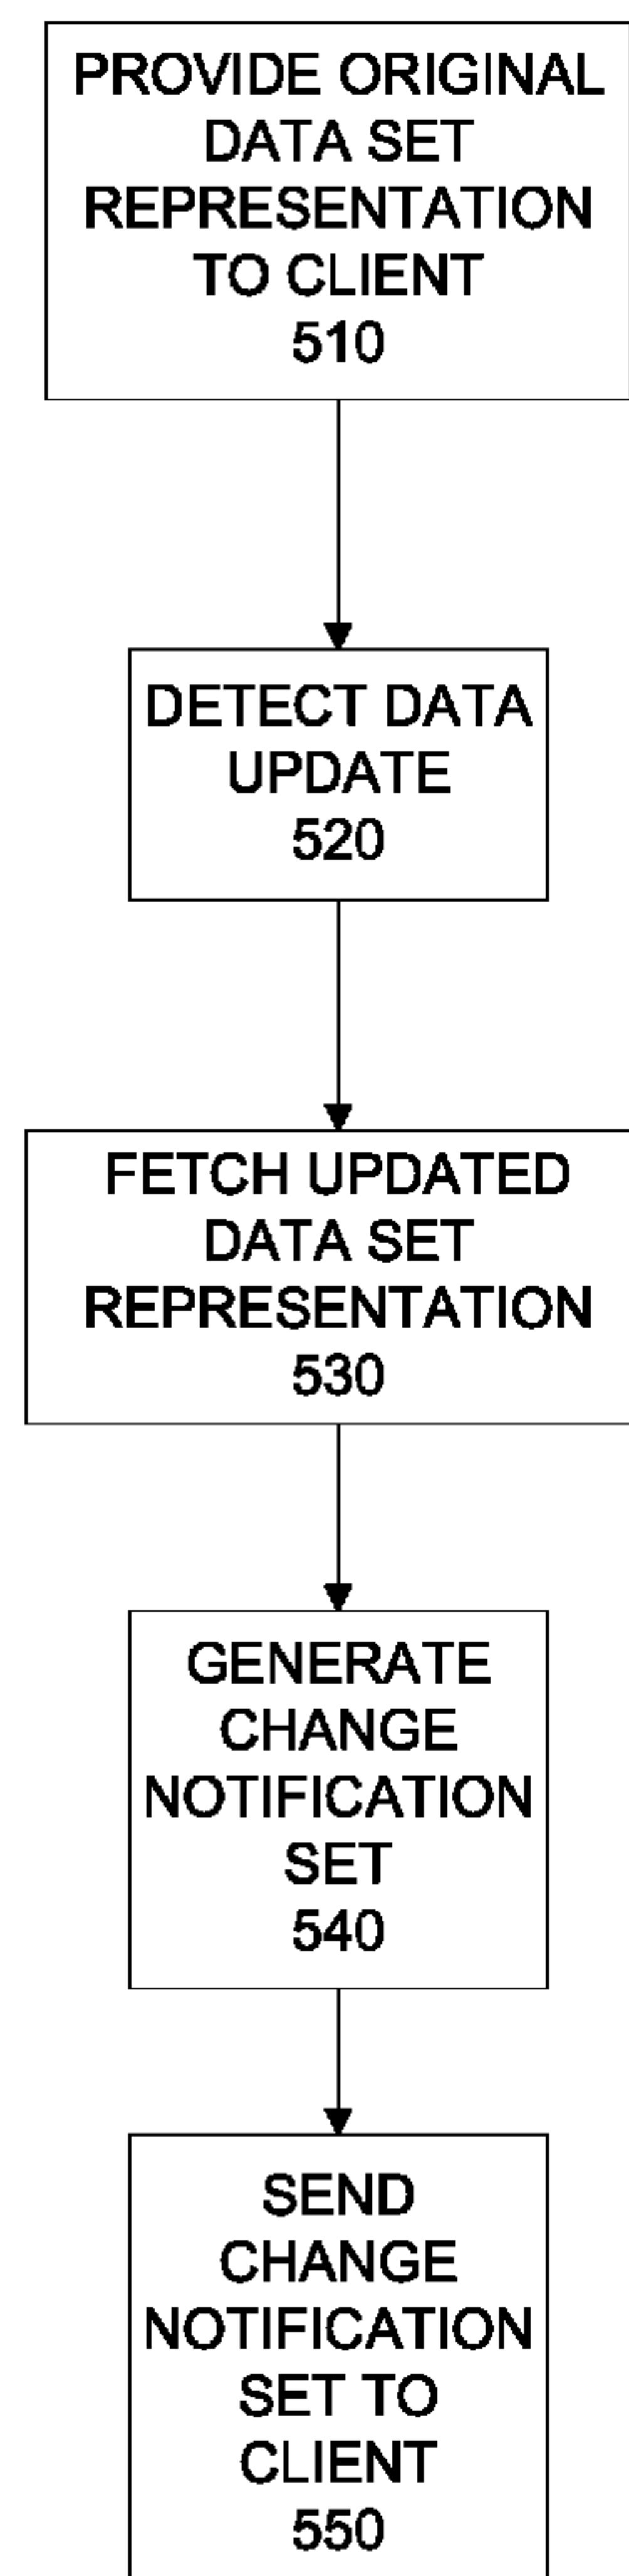 PROVIDE ORIGINAL
DATA SET
REPRESENTATION
TO CLIENT
510
DETECT DATA
UPDATE
520
FETCH UPDATED
DATA SET
REPRESENTATION
530
GENERATE
CHANGE
NOTIFICATION
SET
540
SEND
CHANGE
NOTIFICATION
SET TO
CLIENT
550